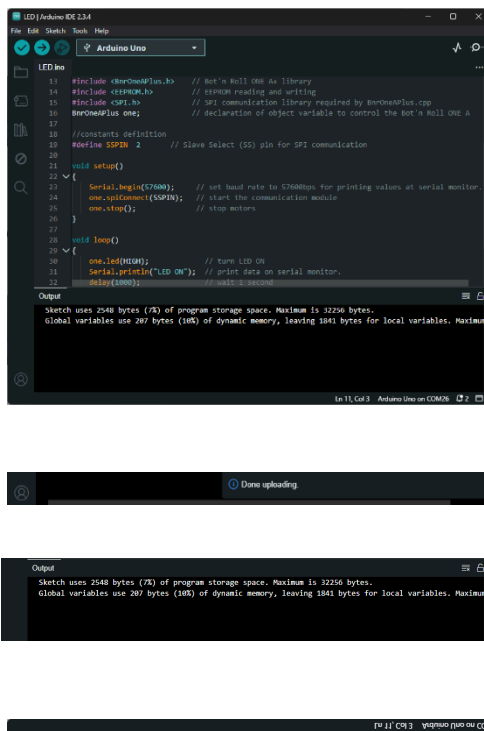 LED | Arduino IDE 2.3.4
File Edit Sketch Tools Help
Arduino Uno
LED.ino
13 #include <BnrOneAPlus.h> // Bot'n Roll ONE A+ library
14 #include <EEPROM.h> // EEPROM reading and writing
15 #include <SPI.h> // SPI communication library required by BnrOneAPlus.cpp
16 BnrOneAPlus one; // declaration of object variable to control the Bot'n Roll ONE A
17
18 //constants definition
19 #define SSPIN 2 // Slave Select (SS) pin for SPI communication
20
21 void setup()
22 {
23 Serial.begin(57600); // set baud rate to 57600bps for printing values at serial monitor.
24 one.spiConnect(SSPIN); // start the communication module
25 one.stop(); // stop motors
26 }
27
28 void loop()
29 {
30 one.led(HIGH); // turn LED ON
31 Serial.println("LED ON"); // print data on serial monitor.
32 delay(1000); // wait 1 second
Output
Sketch uses 2548 bytes (7%) of program storage space. Maximum is 32256 bytes.
Global variables use 207 bytes (10%) of dynamic memory, leaving 1841 bytes for local variables. Maximum
Ln 11, Col 3 Arduino Uno on COM26 2
Done uploading.
Output
Sketch uses 2548 bytes (7%) of program storage space. Maximum is 32256 bytes.
Global variables use 207 bytes (10%) of dynamic memory, leaving 1841 bytes for local variables. Maximum
Ln 11, Col 3 Arduino Uno on CO